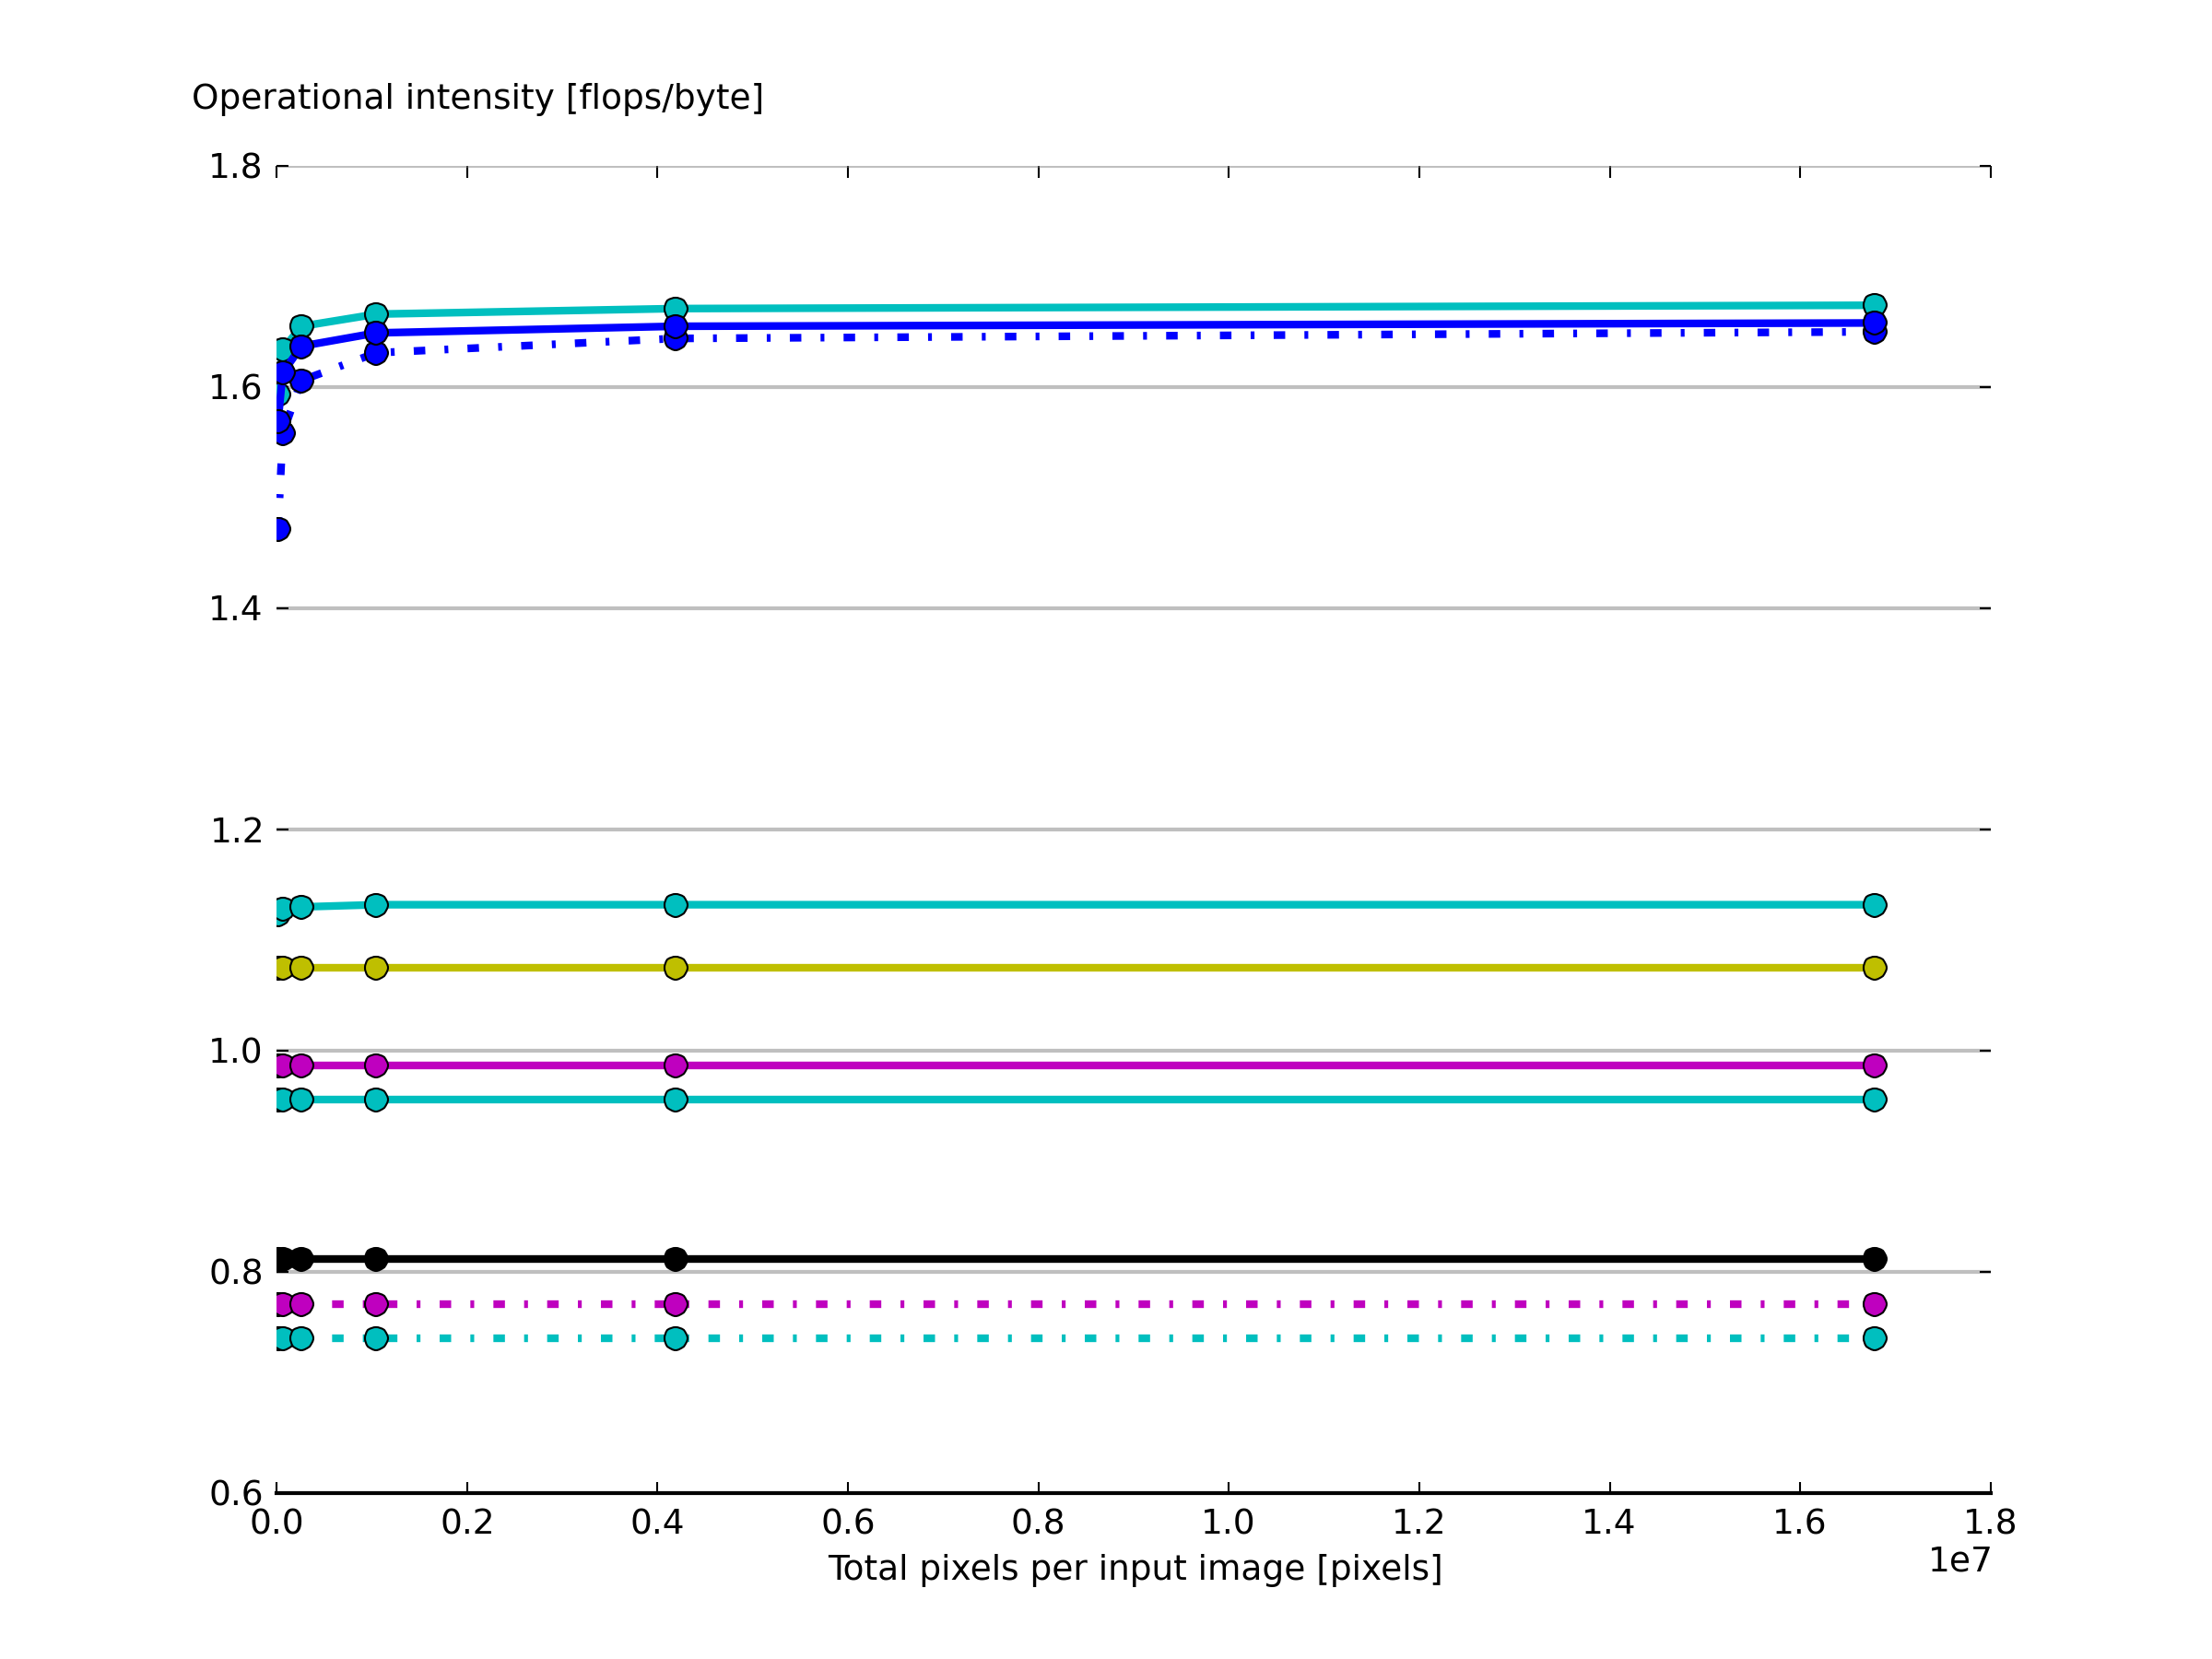 Operational intensity [flops/byte]
1.8
1.6
1.4
1.2
1.0
0.8
0.6
0.0 0.2 0.4 0.6 0.8 1.0 1.2 1.4 1.6 1.8
1e7
Total pixels per input image [pixels]